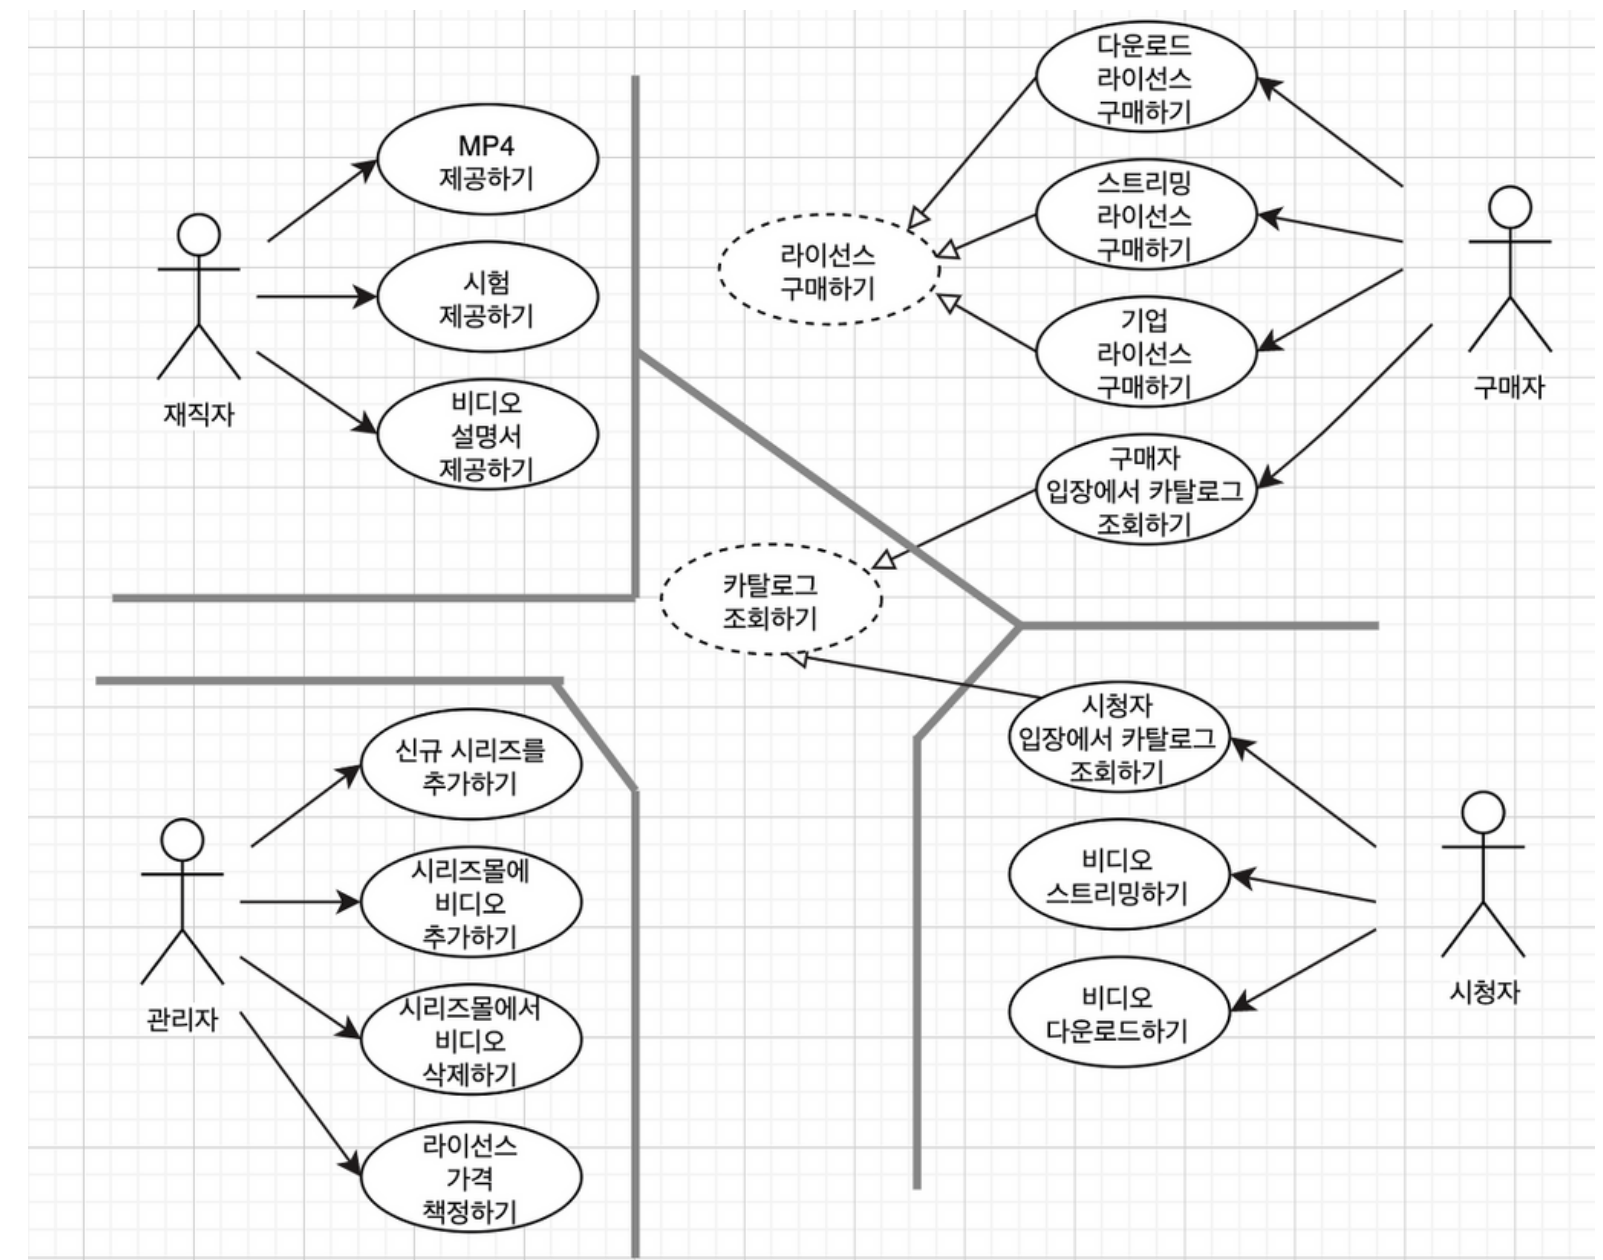 MP4
제공하기
시험
제공하기
비디오
설명서
제공하기
재직자
다운로드
라이선스
구매하기
스트리밍
라이선스
구매하기
기업
라이선스
구매하기
구매자
입장에서 카탈로그
조회하기
라이선스
구매하기
구매자
카탈로그
조회하기
신규 시리즈를
추가하기
시리즈몰에
비디오
추가하기
시리즈몰에서
비디오
삭제하기
라이선스
가격
책정하기
관리자
시청자
입장에서 카탈로그
조회하기
비디오
스트리밍하기
비디오
다운로드하기
시청자